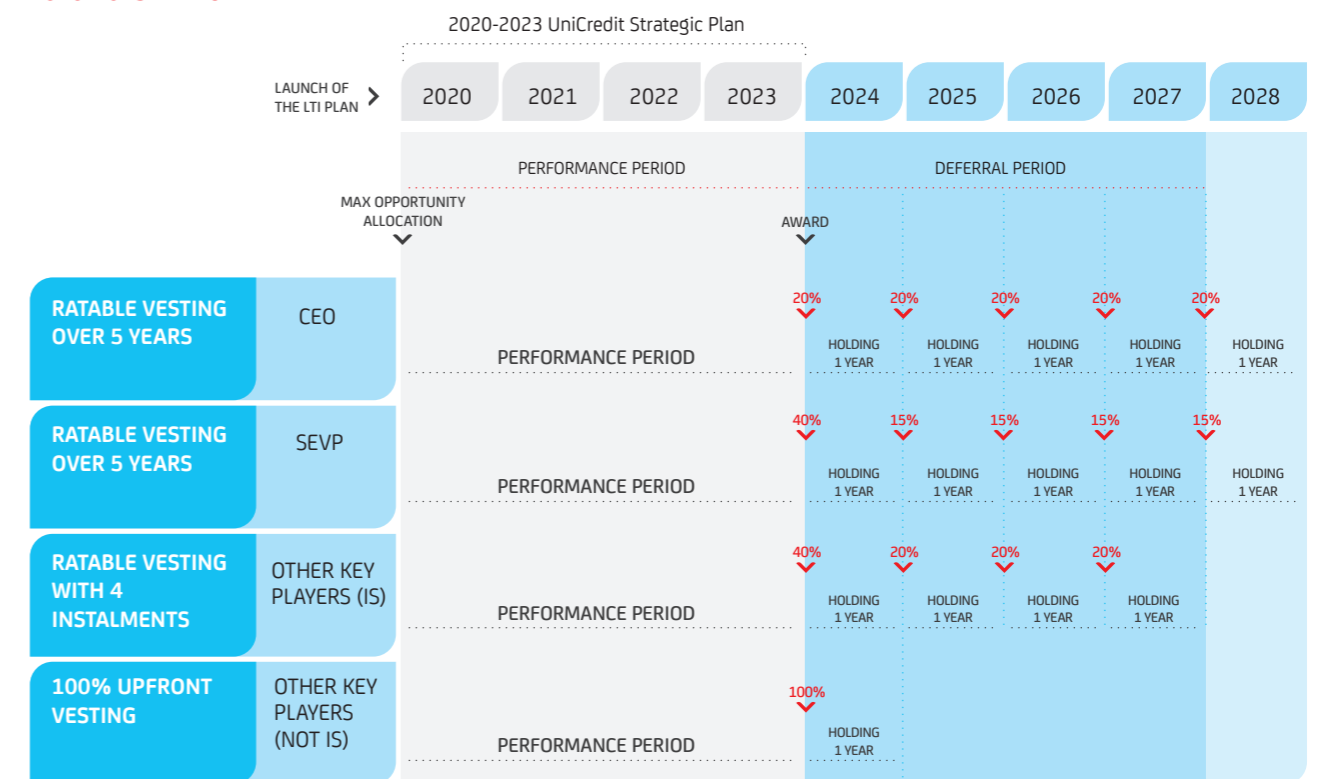 2020-2023 UniCredit Strategic Plan
LAUNCH OF
THE LTI PLAN
2020 2021 2022 2023 2024 2025 2026 2027 2028
PERFORMANCE PERIOD DEFERRAL PERIOD
MAX OPPORTUNITY
ALLOCATION
AWARD
RATABLE VESTING
OVER 5 YEARS
CEO
20% 20% 20% 20% 20%
PERFORMANCE PERIOD
HOLDING HOLDING HOLDING HOLDING HOLDING
1 YEAR 1 YEAR 1 YEAR 1 YEAR 1 YEAR
RATABLE VESTING
OVER 5 YEARS
SEVP
40% 15% 15% 15% 15%
PERFORMANCE PERIOD
HOLDING HOLDING HOLDING HOLDING HOLDING
1 YEAR 1 YEAR 1 YEAR 1 YEAR 1 YEAR
RATABLE VESTING
WITH 4
INSTALMENTS
OTHER KEY
PLAYERS (IS)
40% 20% 20% 20%
PERFORMANCE PERIOD
HOLDING HOLDING HOLDING HOLDING
1 YEAR 1 YEAR 1 YEAR 1 YEAR
100% UPFRONT
VESTING
OTHER KEY
PLAYERS
(NOT IS)
100%
PERFORMANCE PERIOD
HOLDING
1 YEAR